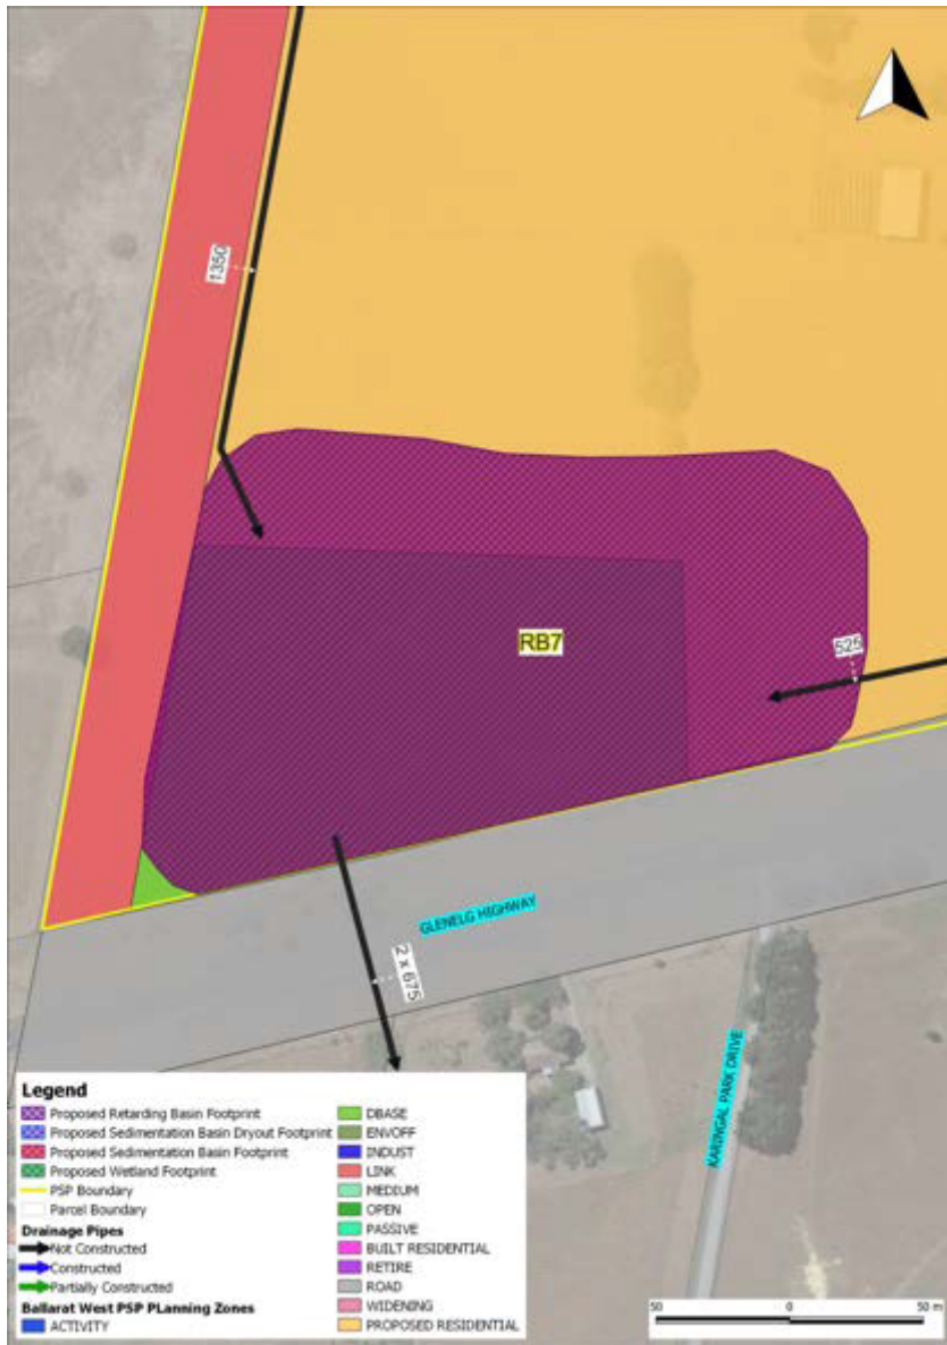 1350
RB7
525
GLENELG HIGHWAY
2 x 675
KARINGAL PARK DRIVE
Legend
Proposed Retarding Basin Footprint
Proposed Sedimentation Basin Dryout Footprint
Proposed Sedimentation Basin Footprint
Proposed Wetland Footprint
PSP Boundary
Parcel Boundary
Drainage Pipes
Not Constructed
Constructed
Partially Constructed
Ballarat West PSP PLanning Zones
ACTIVITY
DBASE
ENVOFF
INDUST
LINK
MEDIUM
OPEN
PASSIVE
BUILT RESIDENTIAL
RETIRE
ROAD
WIDENING
PROPOSED RESIDENTIAL
50 0 50 m